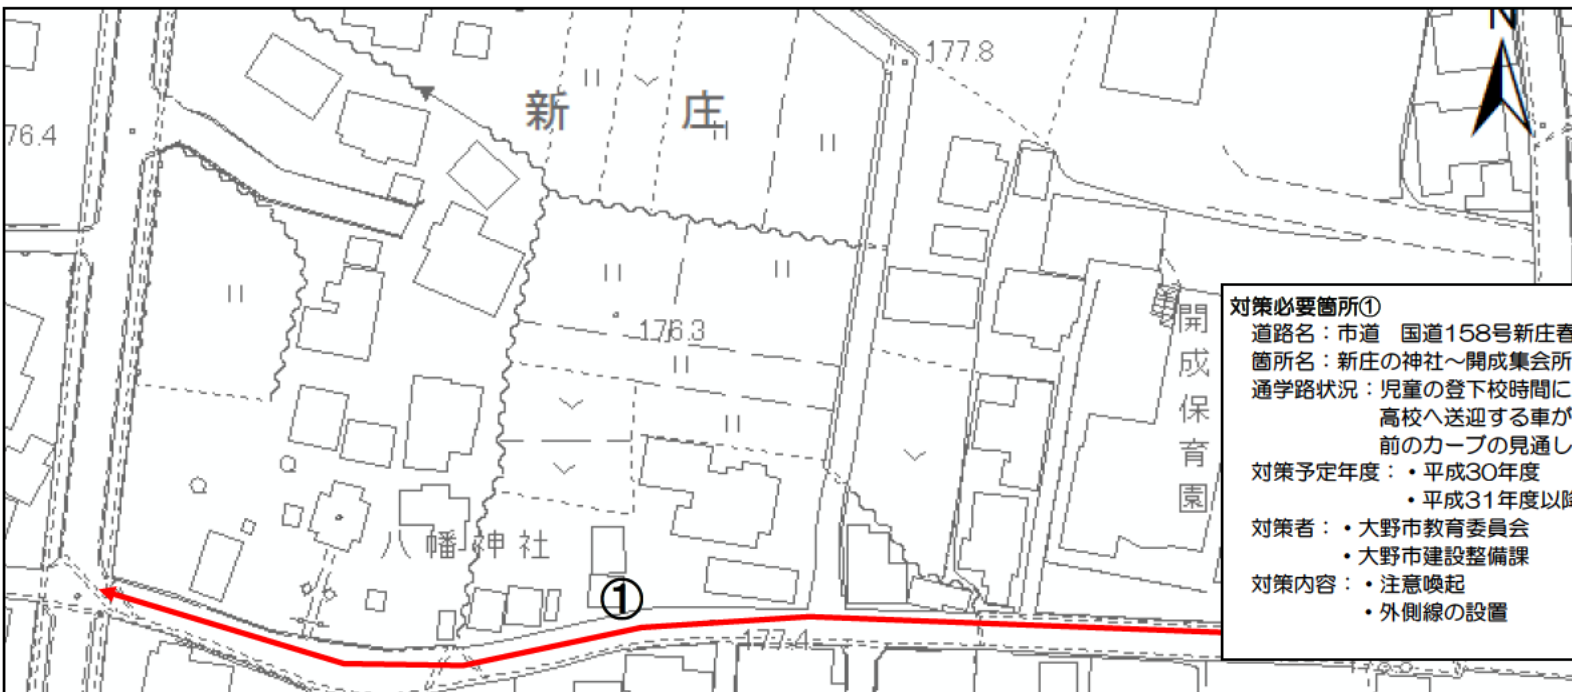 N
177.8
新庄
76.4
176.3
開成保育園
八幡神社
①
177.4
対策必要箇所①
道路名：市道　国道158号新庄春
箇所名：新庄の神社～開成集会所
通学路状況：児童の登下校時間に
高校へ送迎する車が
前のカーブの見通し
対策予定年度：・平成30年度
・平成31年度以降
対策者：・大野市教育委員会
・大野市建設整備課
対策内容：・注意喚起
・外側線の設置